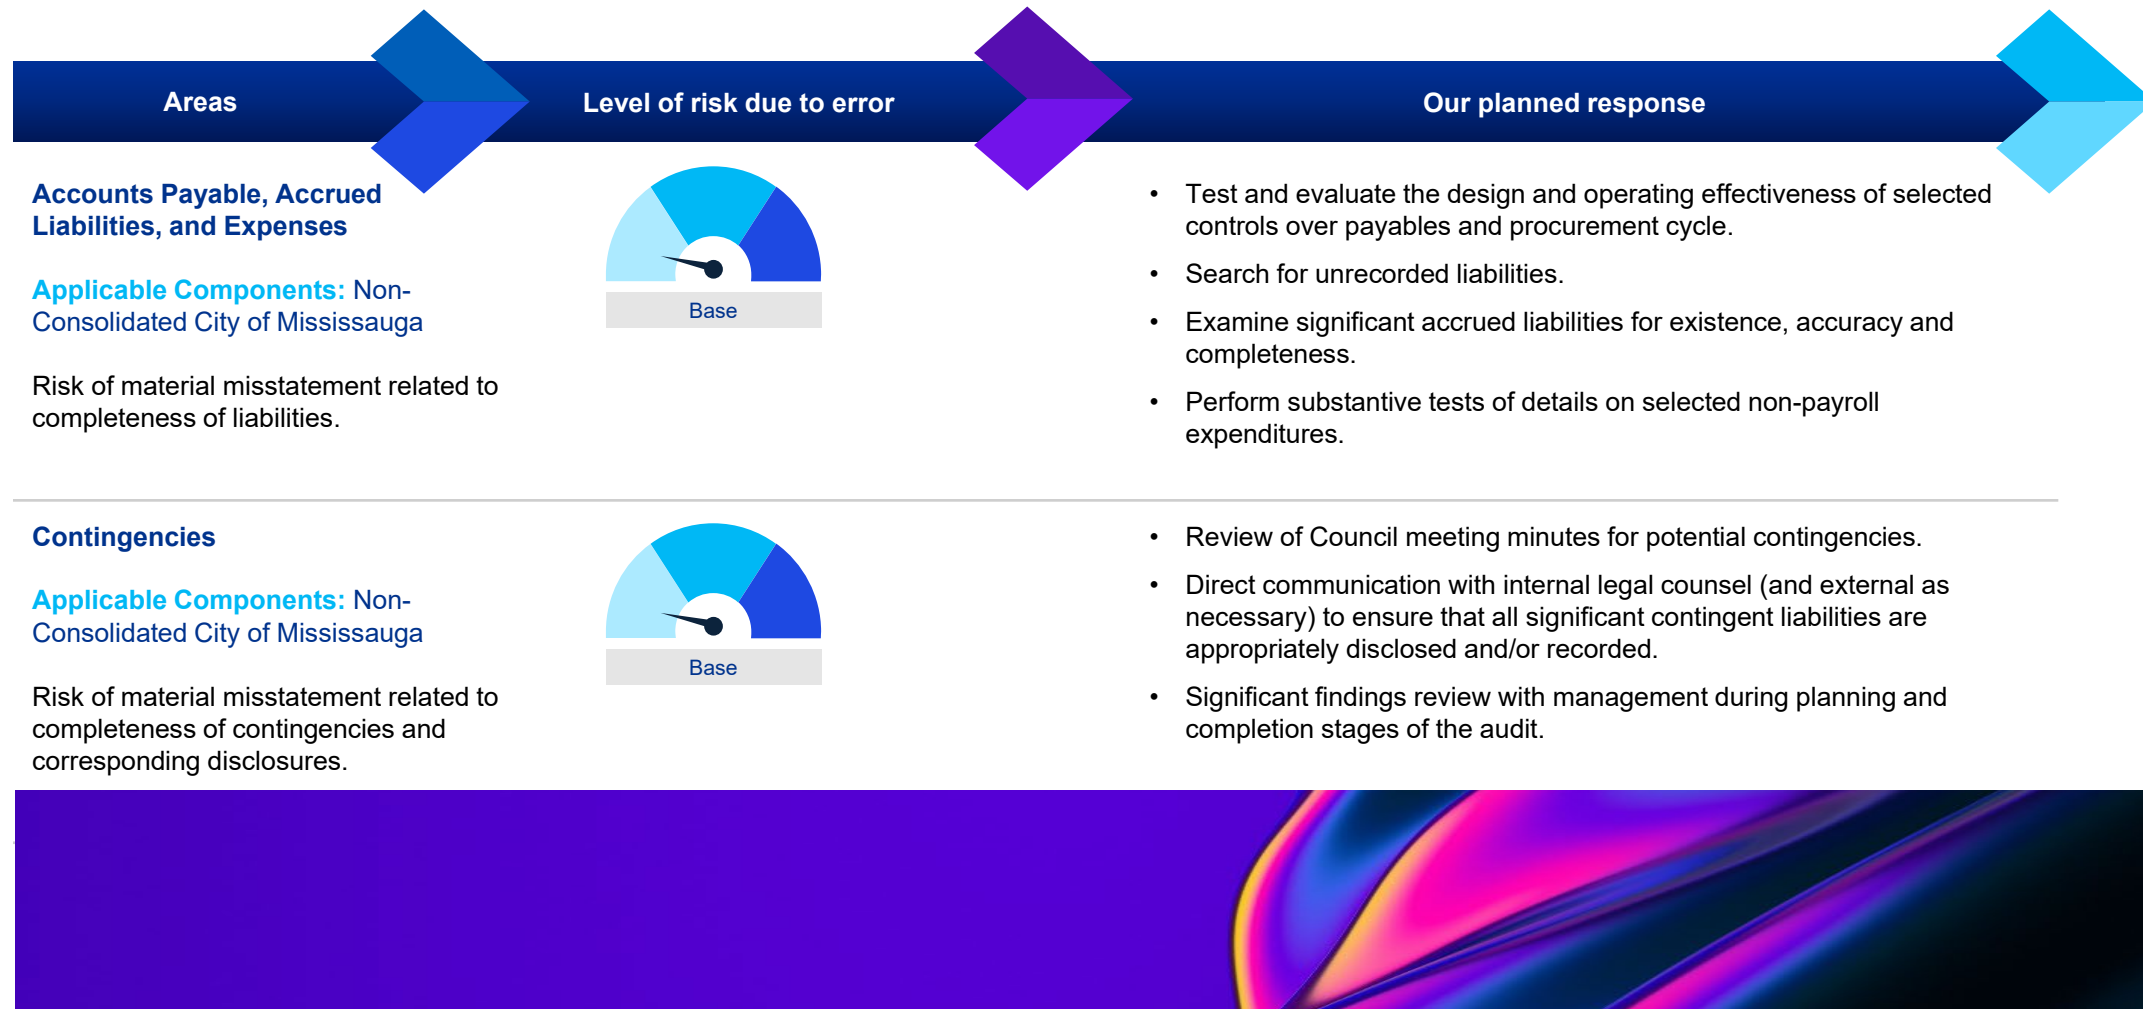 Areas
Level of risk due to error
Our planned response
Accounts Payable, Accrued
Liabilities, and Expenses
Applicable Components: Non-
Consolidated City of Mississauga
Risk of material misstatement related to
completeness of liabilities.
Base
• Test and evaluate the design and operating effectiveness of selected
controls over payables and procurement cycle.
• Search for unrecorded liabilities.
• Examine significant accrued liabilities for existence, accuracy and
completeness.
• Perform substantive tests of details on selected non-payroll
expenditures.
Contingencies
Applicable Components: Non-
Consolidated City of Mississauga
Risk of material misstatement related to
completeness of contingencies and
corresponding disclosures.
Base
• Review of Council meeting minutes for potential contingencies.
• Direct communication with internal legal counsel (and external as
necessary) to ensure that all significant contingent liabilities are
appropriately disclosed and/or recorded.
• Significant findings review with management during planning and
completion stages of the audit.